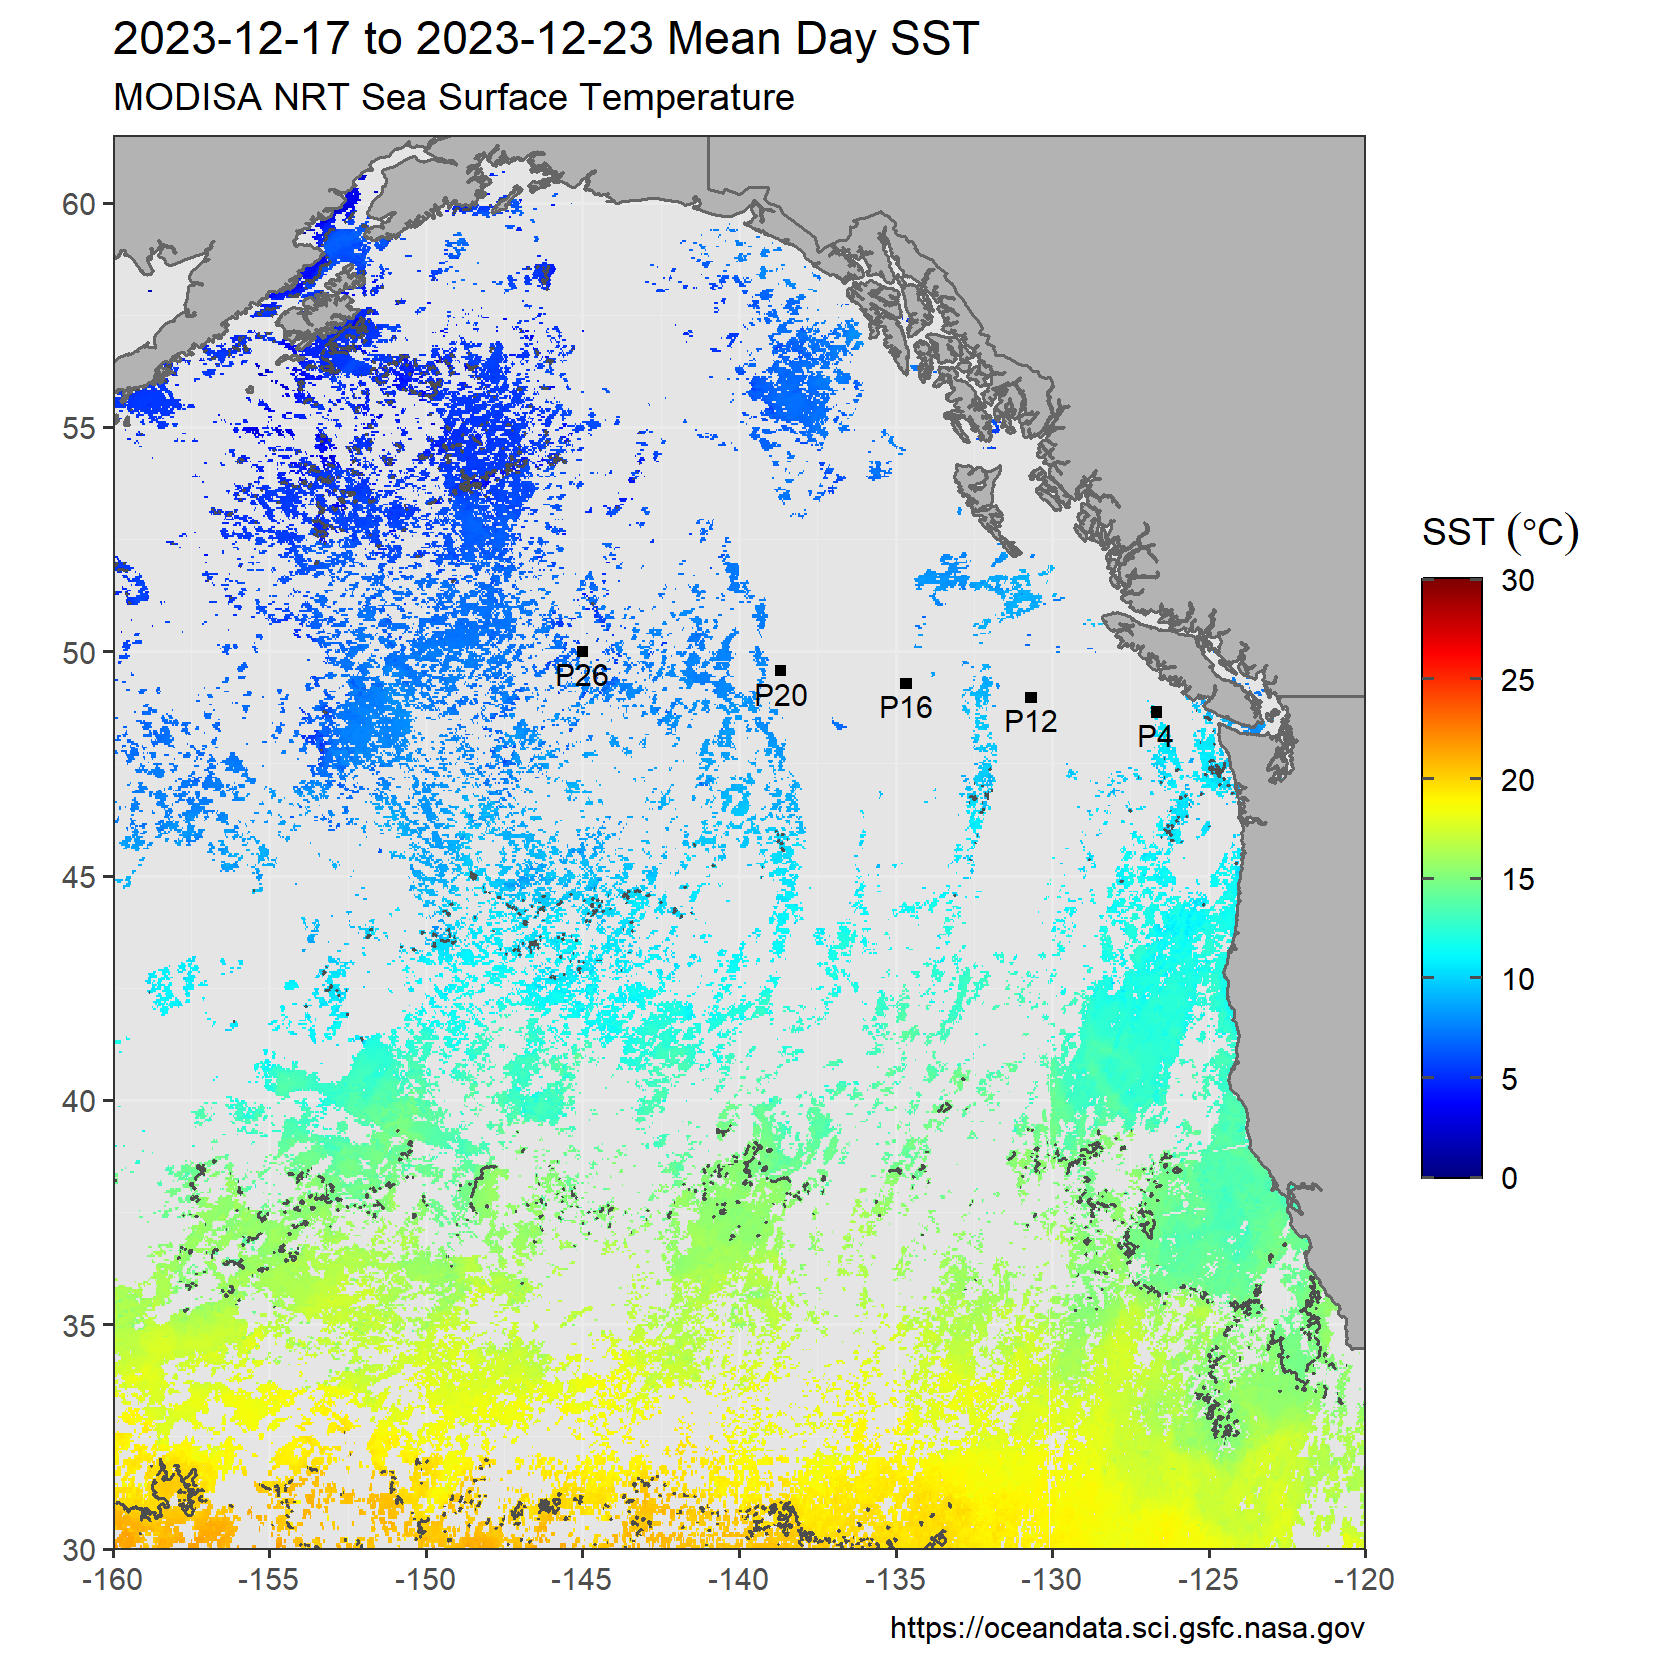 2023-12-17 to 2023-12-23 Mean Day SST
MODISA NRT Sea Surface Temperature
60
55
50
45
40
35
30
-160
-155
-150
-145
-140
-135
-130
-125
-120
P26
P20
P16
P12
P4
SST (°C)
30
25
20
15
10
5
0
https://oceandata.sci.gsfc.nasa.gov